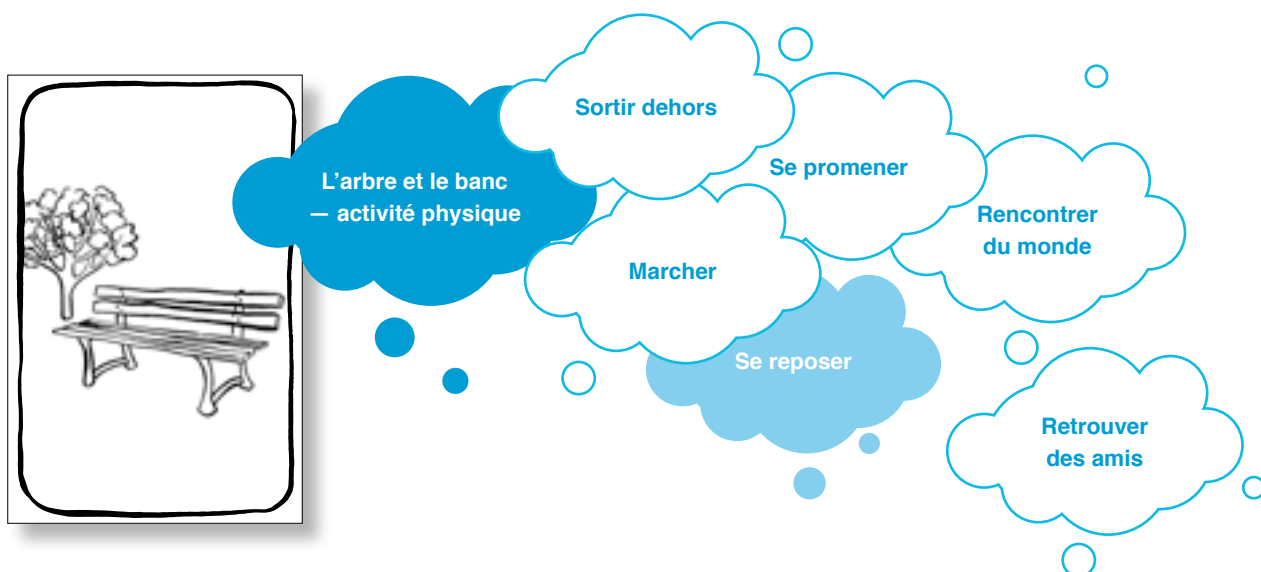 L’arbre et le banc
— activité physique
Sortir dehors
Se promener
Rencontrer
du monde
Marcher
Se reposer
Retrouver
des amis